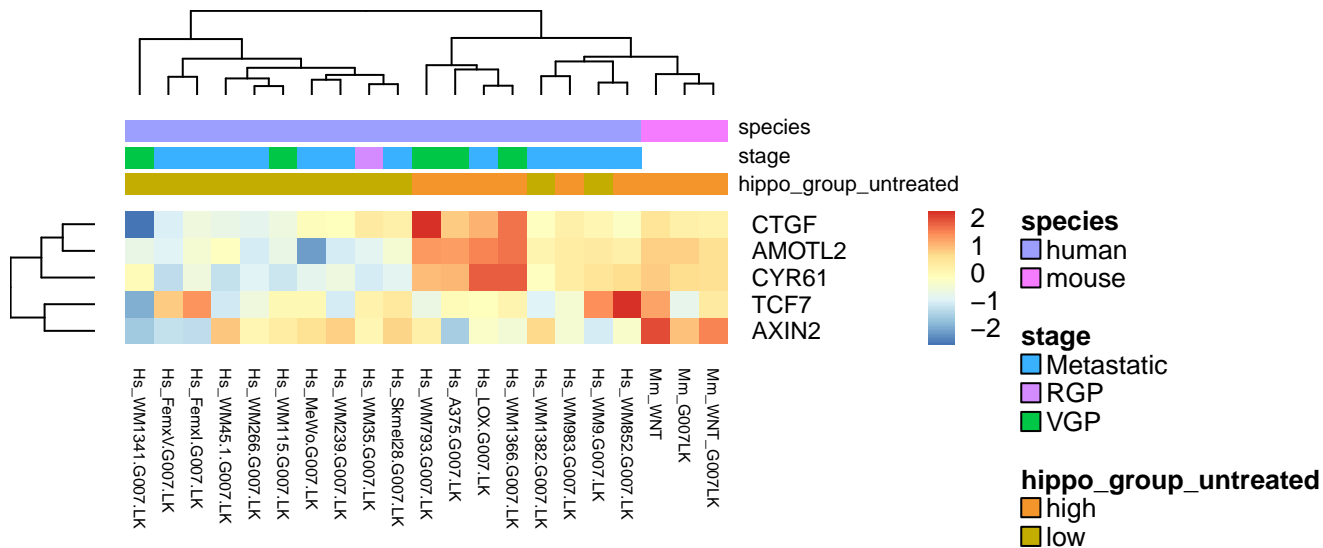 species
stage
hippo_group_untreated
CTGF
AMOTL2
CYR61
TCF7
AXIN2
2
1
0
−1
−2
species
human
mouse
stage
Metastatic
RGP
VGP
hippo_group_untreated
high
low
Hs_WM1341.G007.LK
Hs_FemxV.G007.LK
Hs_FemxI.G007.LK
Hs_WM45.1.G007.LK
Hs_WM266.G007.LK
Hs_WM115.G007.LK
Hs_MeWo.G007.LK
Hs_WM239.G007.LK
Hs_WM35.G007.LK
Hs_Skmel28.G007.LK
Hs_WM793.G007.LK
Hs_A375.G007.LK
Hs_LOX.G007.LK
Hs_WM1366.G007.LK
Hs_WM1382.G007.LK
Hs_WM983.G007.LK
Hs_WM9.G007.LK
Hs_WM852.G007.LK
Mm_WNT
Mm_G007LK
Mm_WNT_G007LK